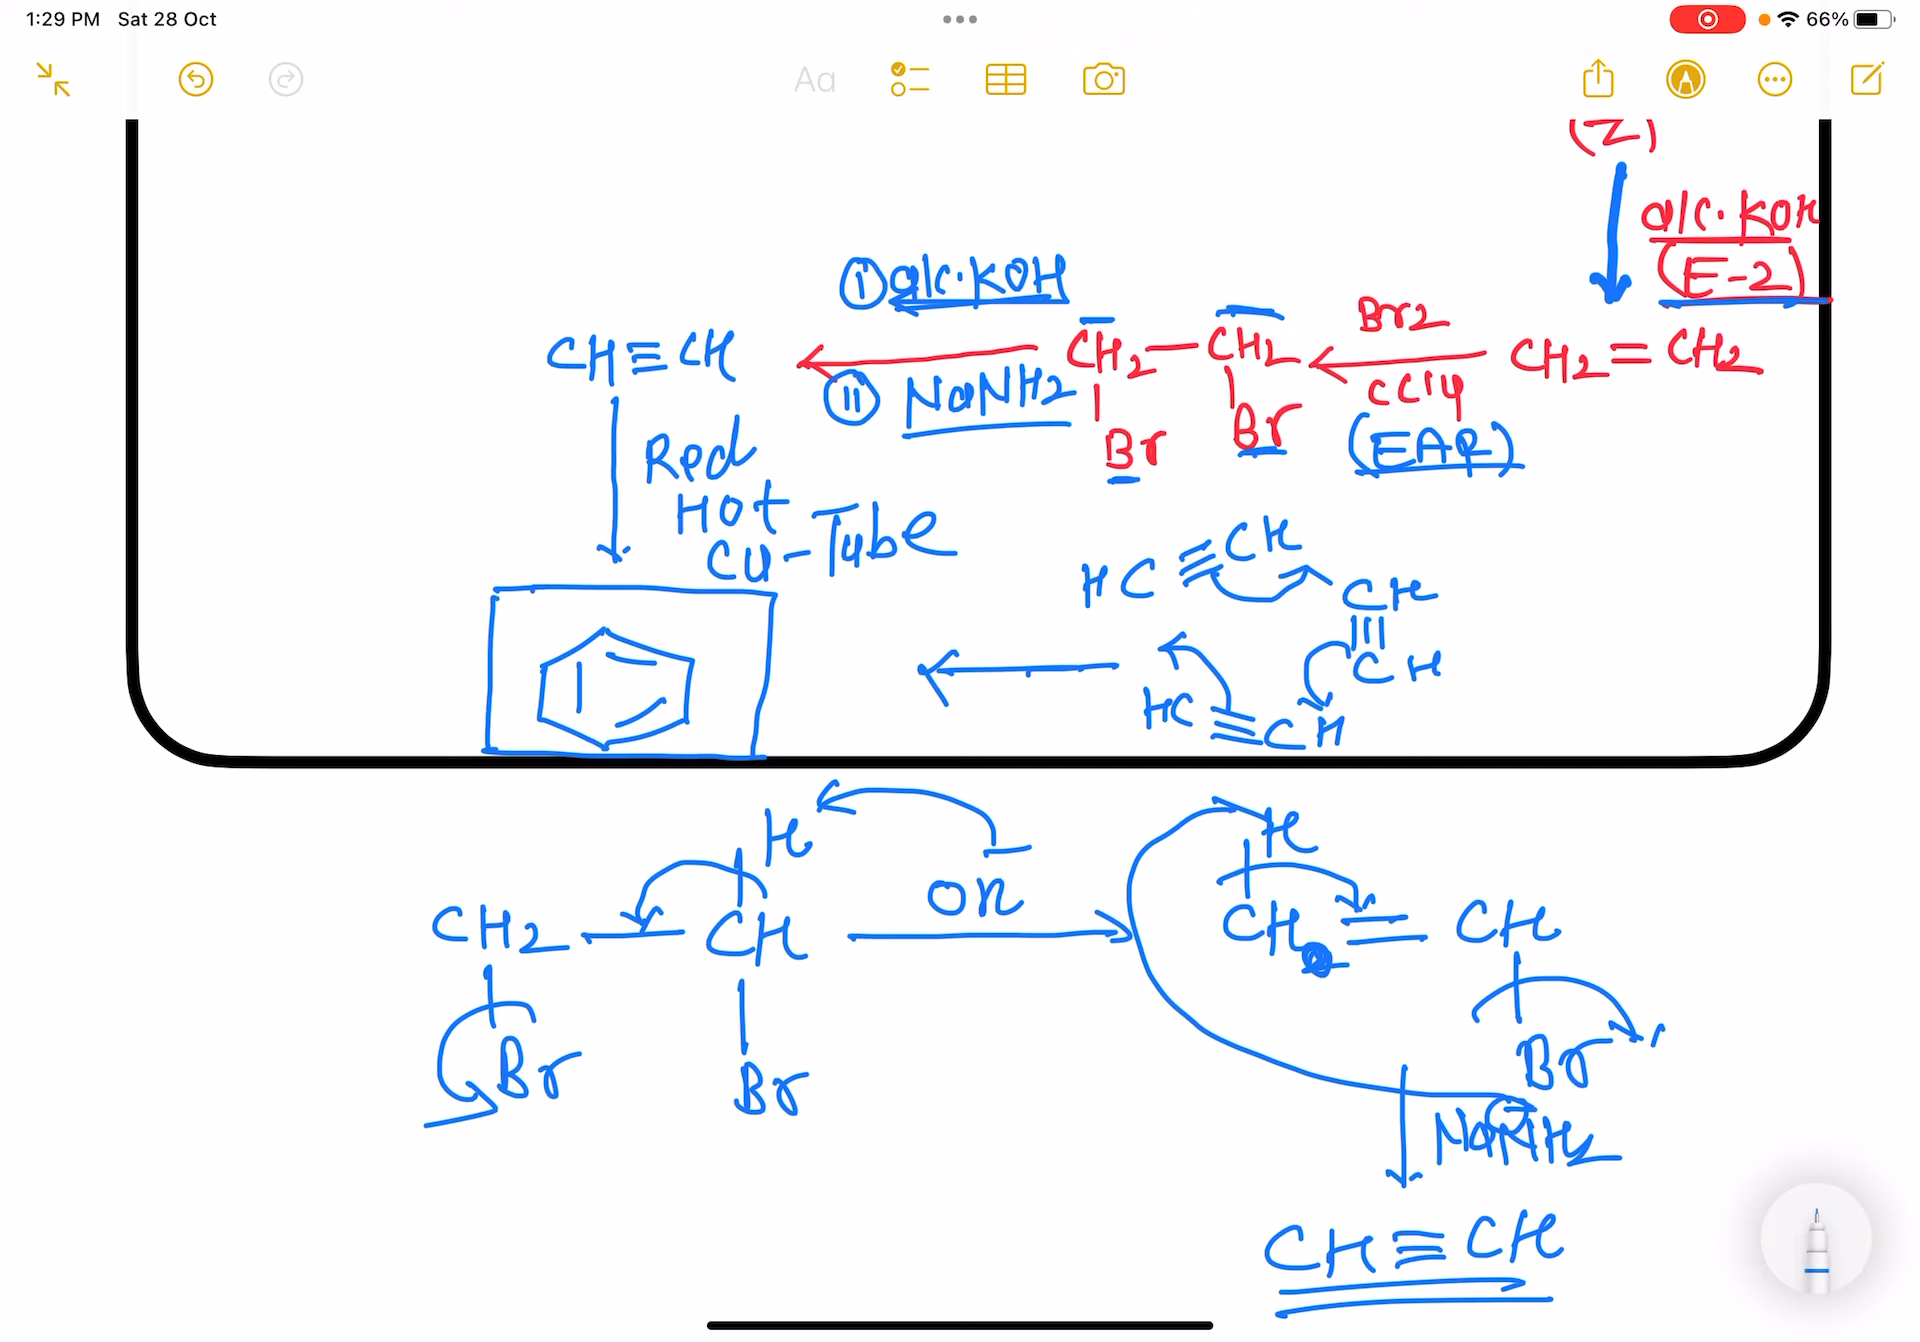 1:29 PM Sat 28 Oct
66%
Aa
(Z)
alc. KOH
(E-2)
I alc. KOH
CH≡CH
II NaNH2
CH2—CH2
Br Br
Br2
CCl4
(EAR)
CH2=CH2
Red
Hot
Cu-Tube
HC≡CH
CH
|||
CH
HC≡CH
H
OH
CH2—CH
Br
Br
H
CH=CH
Br
NaNH2
CH≡CH